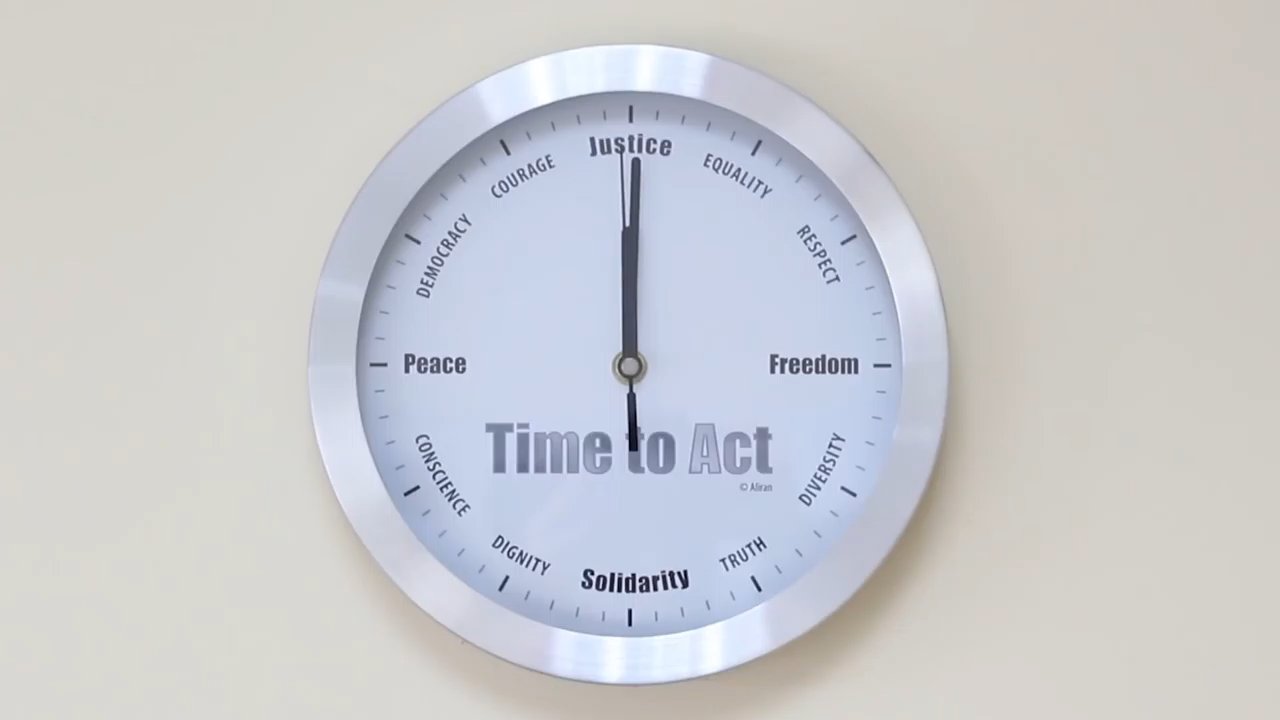 Justice
COURAGE
EQUALITY
DEMOCRACY
RESPECT
Peace
Freedom
Time to Act
© Aliran
CONSCIENCE
DIVERSITY
DIGNITY
TRUTH
Solidarity